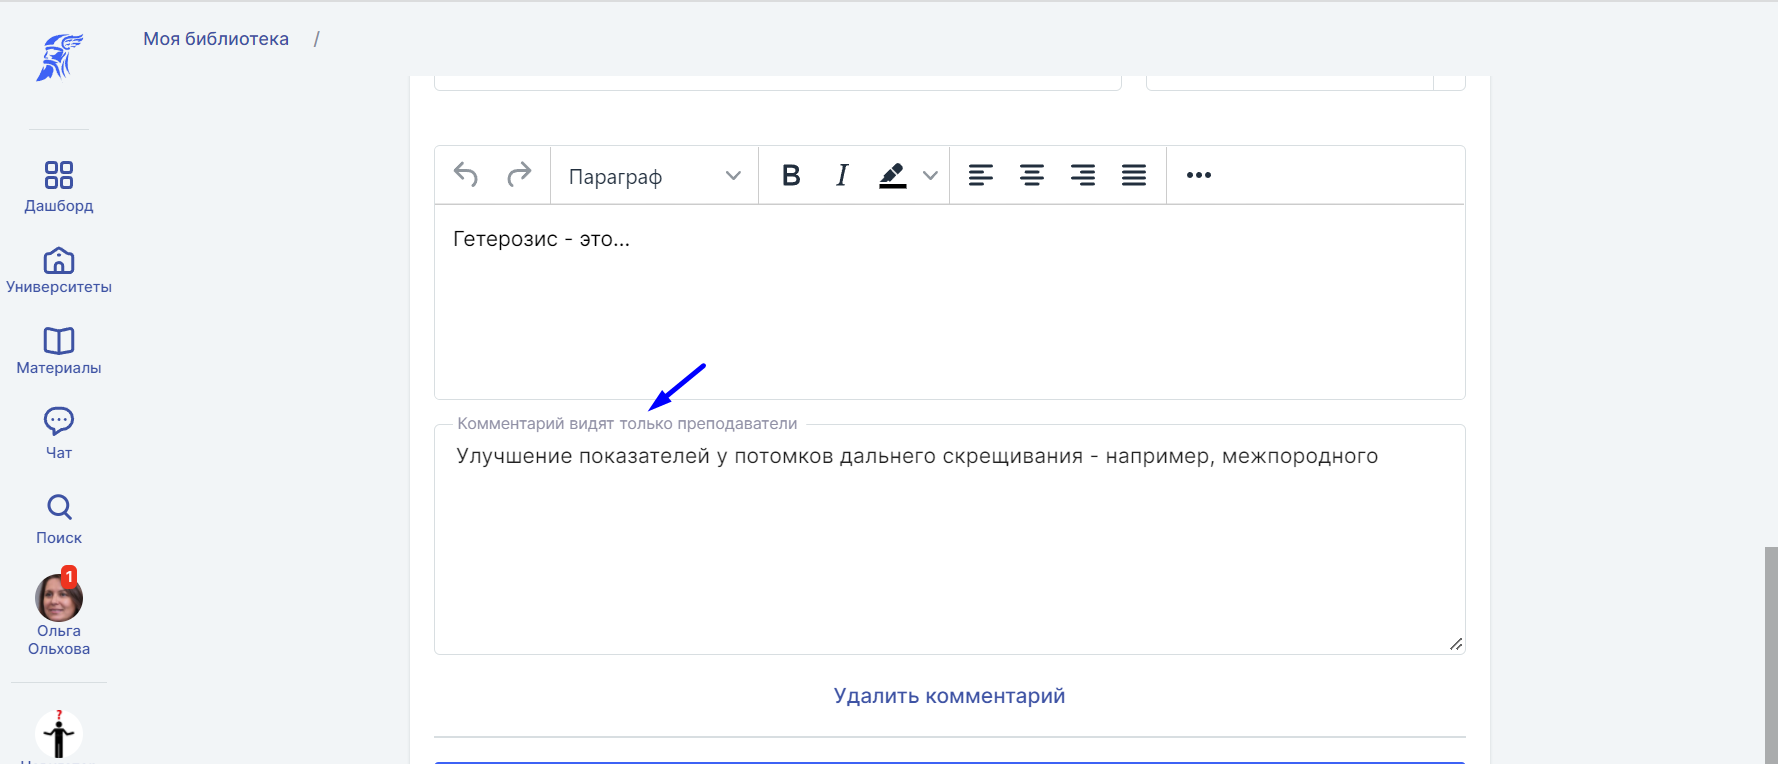 Моя библиотека /
Параграф
B I
Гетерозис - это...
Комментарий видят только преподаватели
Улучшение показателей у потомков дальнего скрещивания - например, межпородного
Удалить комментарий
Дашборд
Университеты
Материалы
Чат
Поиск
1
Ольга
Ольхова
?